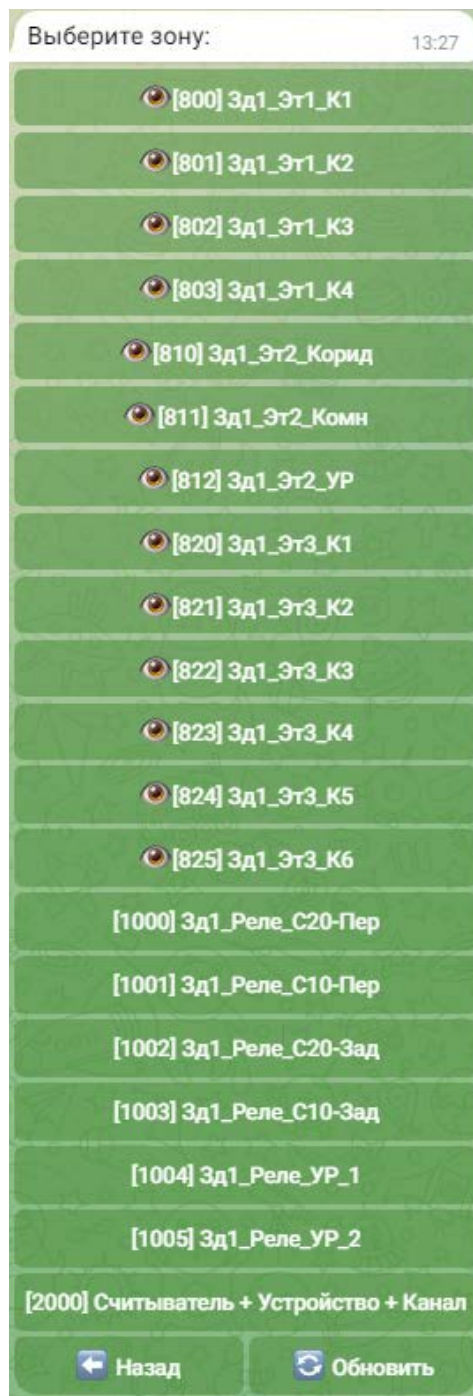 Выберите зону:
13:27
[800] Зд1_Эт1_К1
[801] Зд1_Эт1_К2
[802] Зд1_Эт1_К3
[803] Зд1_Эт1_К4
[810] Зд1_Эт2_Корид
[811] Зд1_Эт2_Комн
[812] Зд1_Эт2_УР
[820] Зд1_Эт3_К1
[821] Зд1_Эт3_К2
[822] Зд1_Эт3_К3
[823] Зд1_Эт3_К4
[824] Зд1_Эт3_К5
[825] Зд1_Эт3_К6
[1000] Зд1_Реле_С20-Пер
[1001] Зд1_Реле_С10-Пер
[1002] Зд1_Реле_С20-Зад
[1003] Зд1_Реле_С10-Зад
[1004] Зд1_Реле_УР_1
[1005] Зд1_Реле_УР_2
[2000] Считыватель + Устройство + Канал
Назад
Обновить